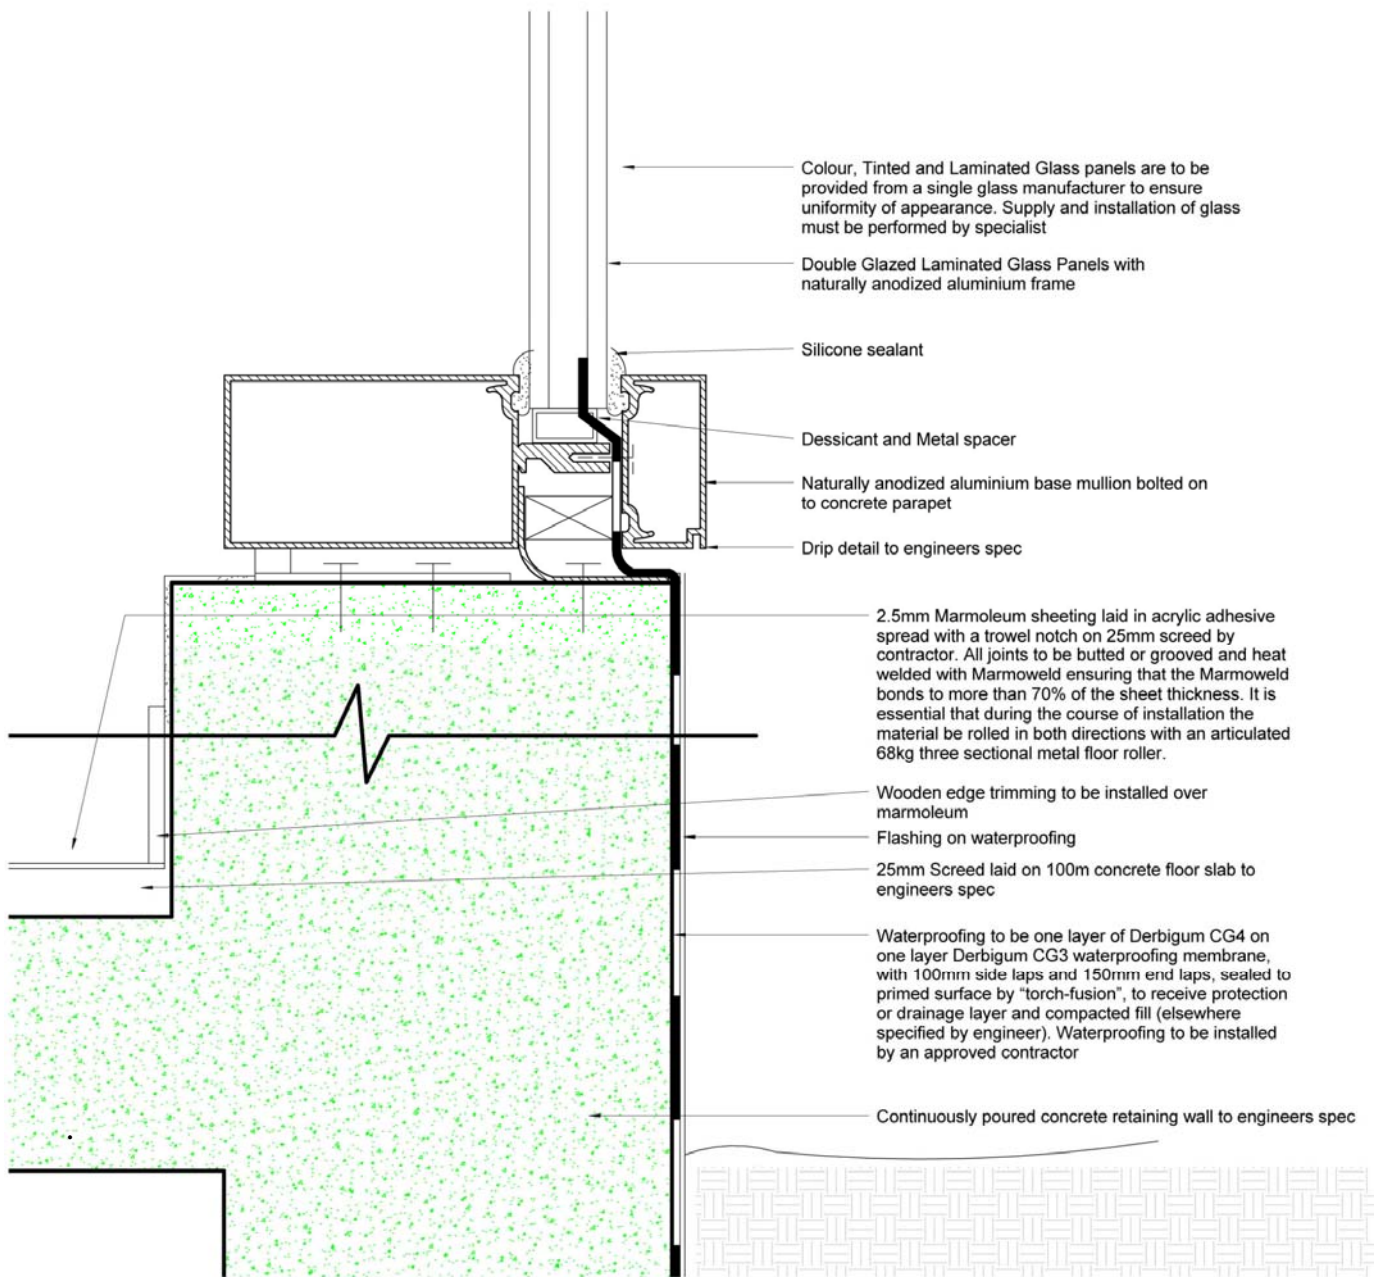 Colour, Tinted and Laminated Glass panels are to be
provided from a single glass manufacturer to ensure
uniformity of appearance. Supply and installation of glass
must be performed by specialist
Double Glazed Laminated Glass Panels with
naturally anodized aluminium frame
Silicone sealant
Dessicant and Metal spacer
Naturally anodized aluminium base mullion bolted on
to concrete parapet
Drip detail to engineers spec
2.5mm Marmoleum sheeting laid in acrylic adhesive
spread with a trowel notch on 25mm screed by
contractor. All joints to be butted or grooved and heat
welded with Marmoweld ensuring that the Marmoweld
bonds to more than 70% of the sheet thickness. It is
essential that during the course of installation the
material be rolled in both directions with an articulated
68kg three sectional metal floor roller.
Wooden edge trimming to be installed over
marmoleum
Flashing on waterproofing
25mm Screed laid on 100m concrete floor slab to
engineers spec
Waterproofing to be one layer of Derbigum CG4 on
one layer Derbigum CG3 waterproofing membrane,
with 100mm side laps and 150mm end laps, sealed to
primed surface by “torch-fusion”, to receive protection
or drainage layer and compacted fill (elsewhere
specified by engineer). Waterproofing to be installed
by an approved contractor
Continuously poured concrete retaining wall to engineers spec